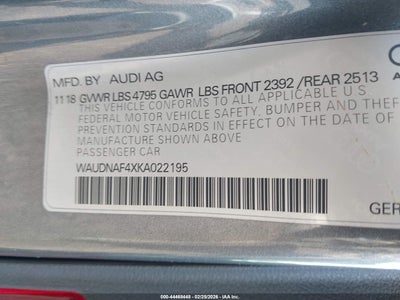 MFD. BY AUDI AG
11 18 GVWR LBS 4795 GAWR LBS FRONT 2392 /REAR 2513
THIS VEHICLE CONFORMS TO ALL APPLICABLE U.S.
FEDERAL MOTOR VEHICLE SAFETY, BUMPER AND THEFT
PREVENTION STANDARDS IN EFFECT ON THE DATE OF
MANUFACTURE SHOWN ABOVE
PASSENGER CAR
WAUDNAF4XKA022195
GER
000 - 44468448 - 02/25/2026 - IAA, Inc.